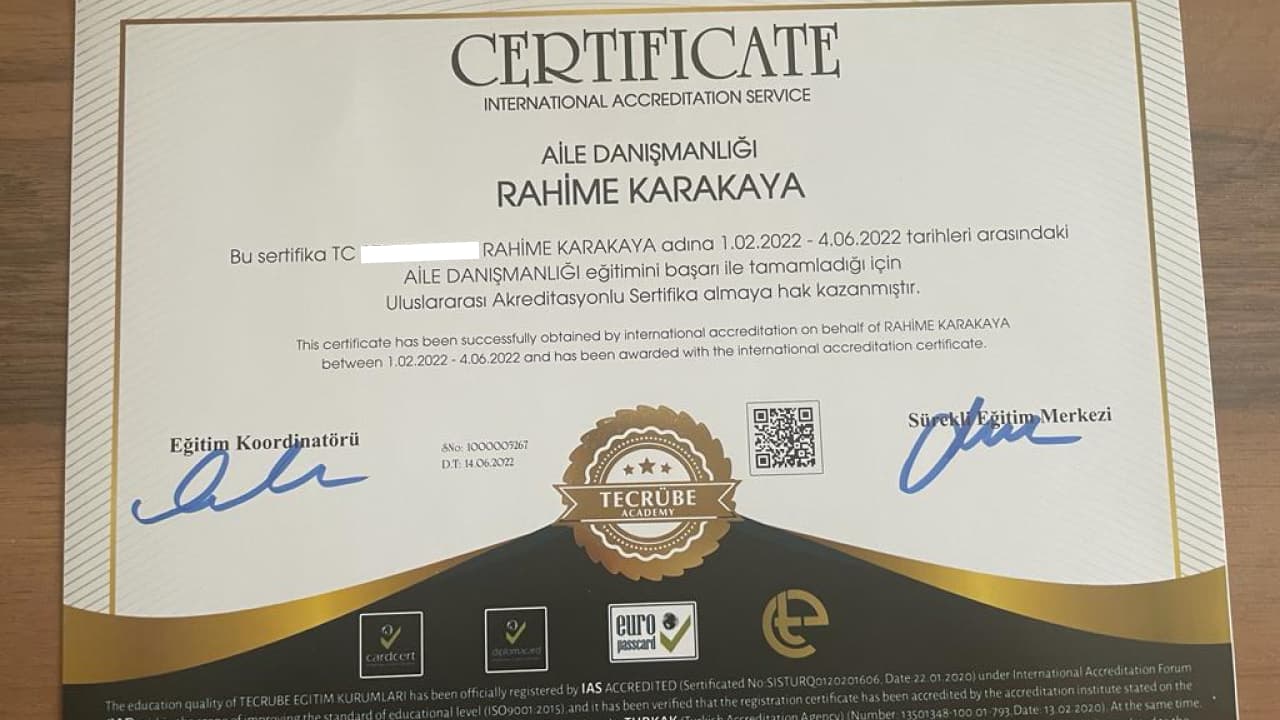 CERTIFICATE
INTERNATIONAL ACCREDITATION SERVICE
AİLE DANIŞMANLIĞI
RAHİME KARAKAYA
Bu sertifika TC RAHİME KARAKAYA adına 1.02.2022 - 4.06.2022 tarihleri arasındaki
AİLE DANIŞMANLIĞI eğitimini başarı ile tamamladığı için
Uluslararası Akreditasyonlu Sertifika almaya hak kazanmıştır.
This certificate has been successfully obtained by international accreditation on behalf of RAHİME KARAKAYA
between 1.02.2022 - 4.06.2022 and has been awarded with the international accreditation certificate.
Eğitim Koordinatörü
SNo: 1000005267
D.T: 14.06.2022
Sürekli Eğitim Merkezi
TECRÜBE
ACADEMY
cardcert
diplomacard
euro
passcard
te
The education quality of TECRUBE EGITIM KURUMLARI has been officially registered by IAS ACCREDITED (Sertificated No:SISTURQ0120201606, Date:22.01.2020) under International Accreditation Forum
of improving the standard of educational level (ISO9001:2015) and it has been verified that the registration certificate has been accredited by the accreditation institute stated on the
TURKAK (Turkish Accreditation Agency) (Number: 13501348-100 01-793, Date: 13.02.2020). At the same time,